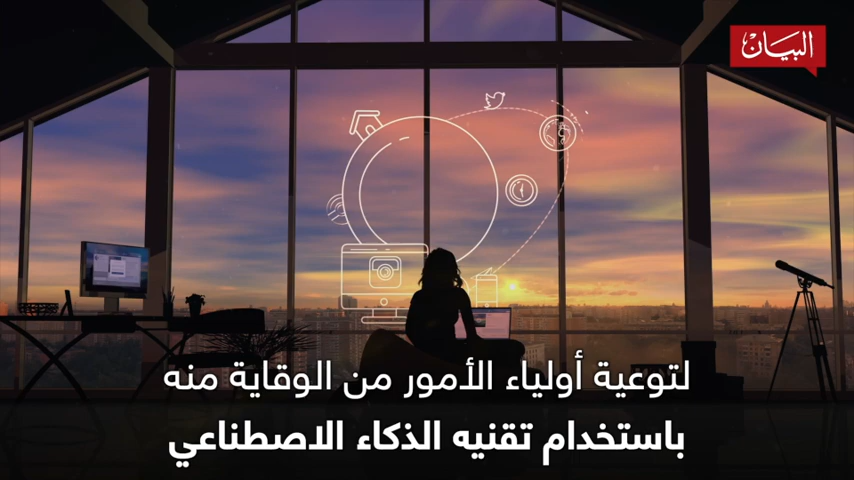 البيان
لتوعية أولياء الأمور من الوقاية منه
باستخدام تقنيه الذكاء الاصطناعي